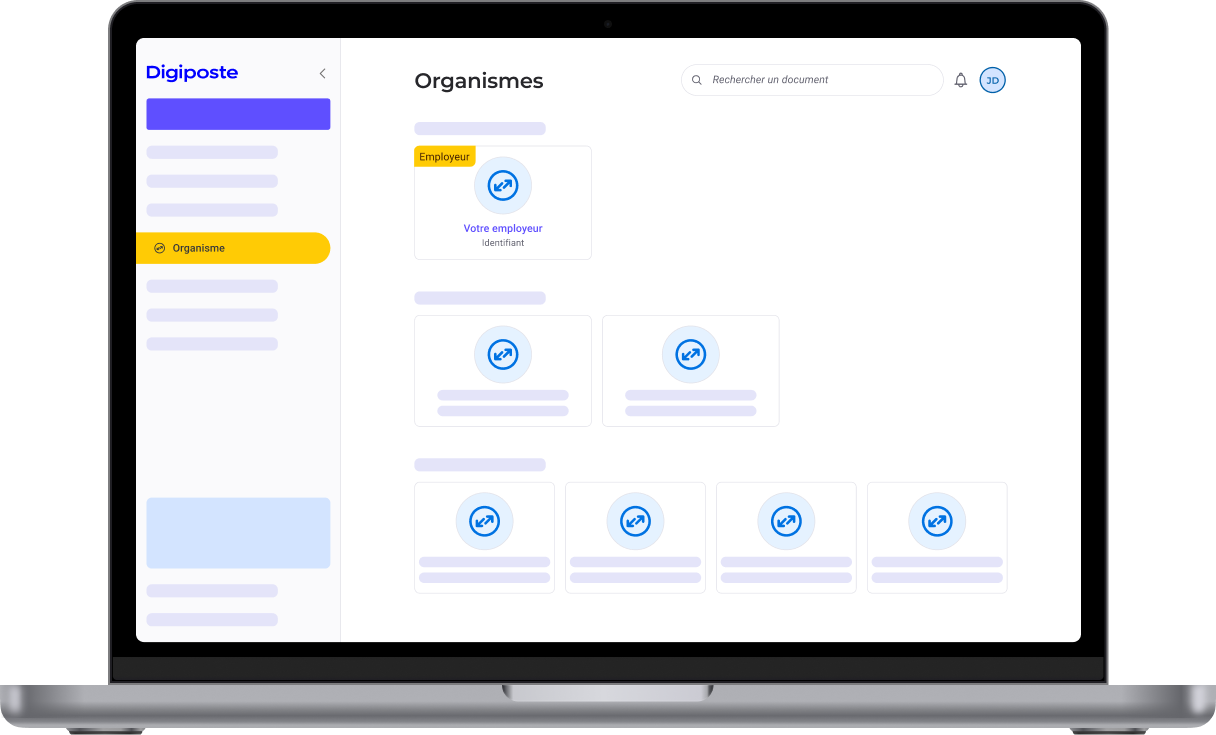 Digiposte
Organismes
Rechercher un document
JD
Employeur
Votre employeur
Identifiant
Organisme